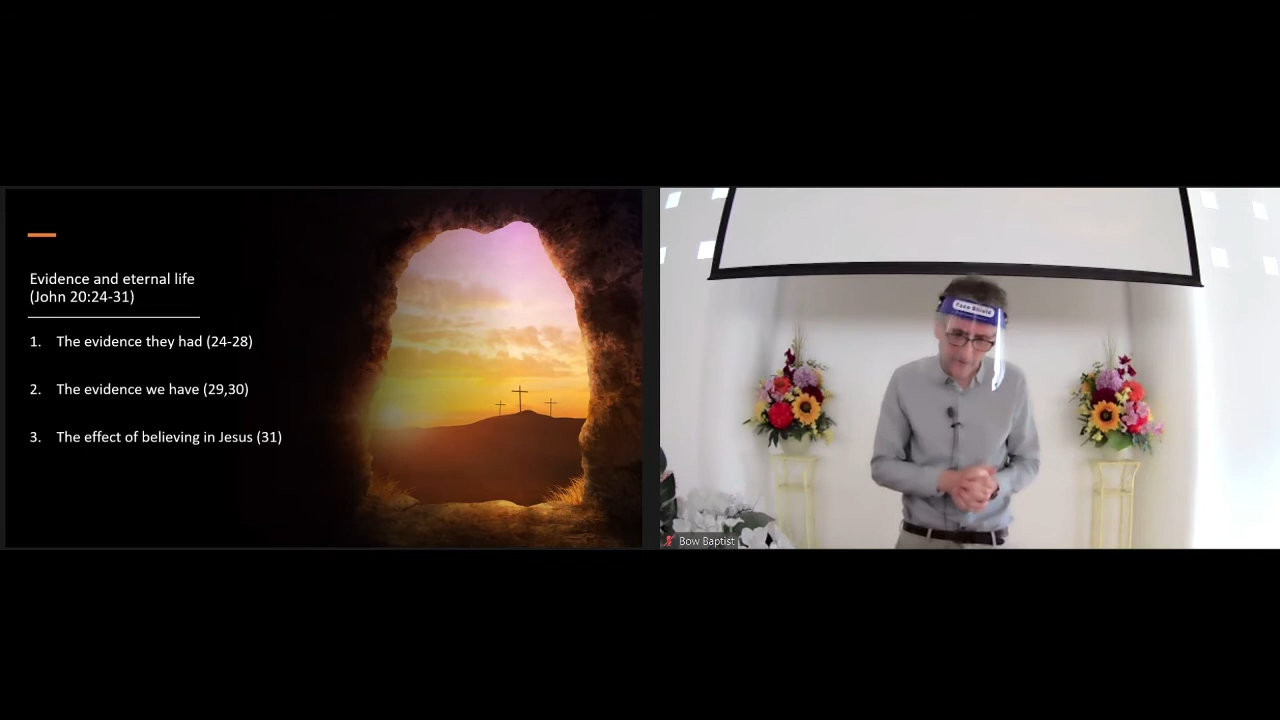 Evidence and eternal life
(John 20:24-31)
1. The evidence they had (24-28)
2. The evidence we have (29,30)
3. The effect of believing in Jesus (31)
Face Shield
Bow Baptist